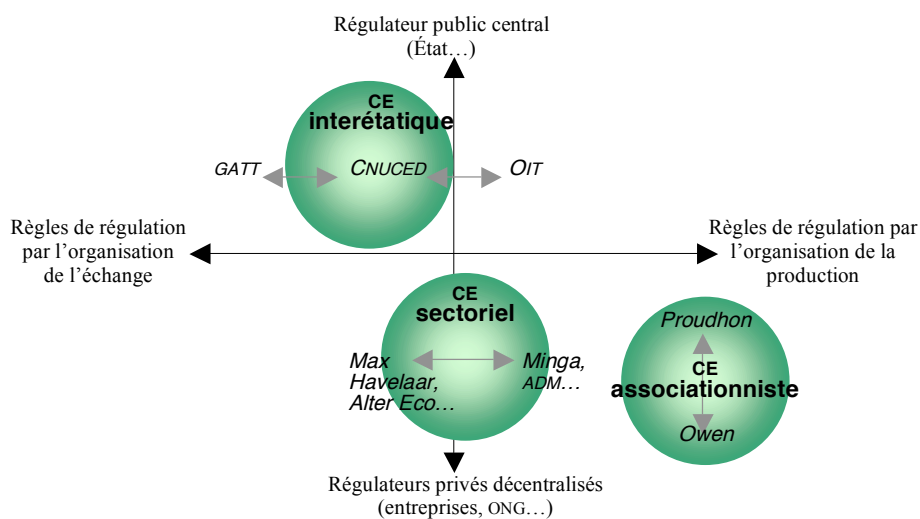 Régulateur public central
(État…)
CE
interétatique
GATT
CNUCED
OIT
Règles de régulation
par l’organisation
de l’échange
Règles de régulation par
l’organisation de la
production
CE
sectoriel
Max
Havelaar,
Alter Eco…
Minga,
ADM…
Proudhon
CE
associationniste
Owen
Régulateurs privés décentralisés
(entreprises, ONG…)